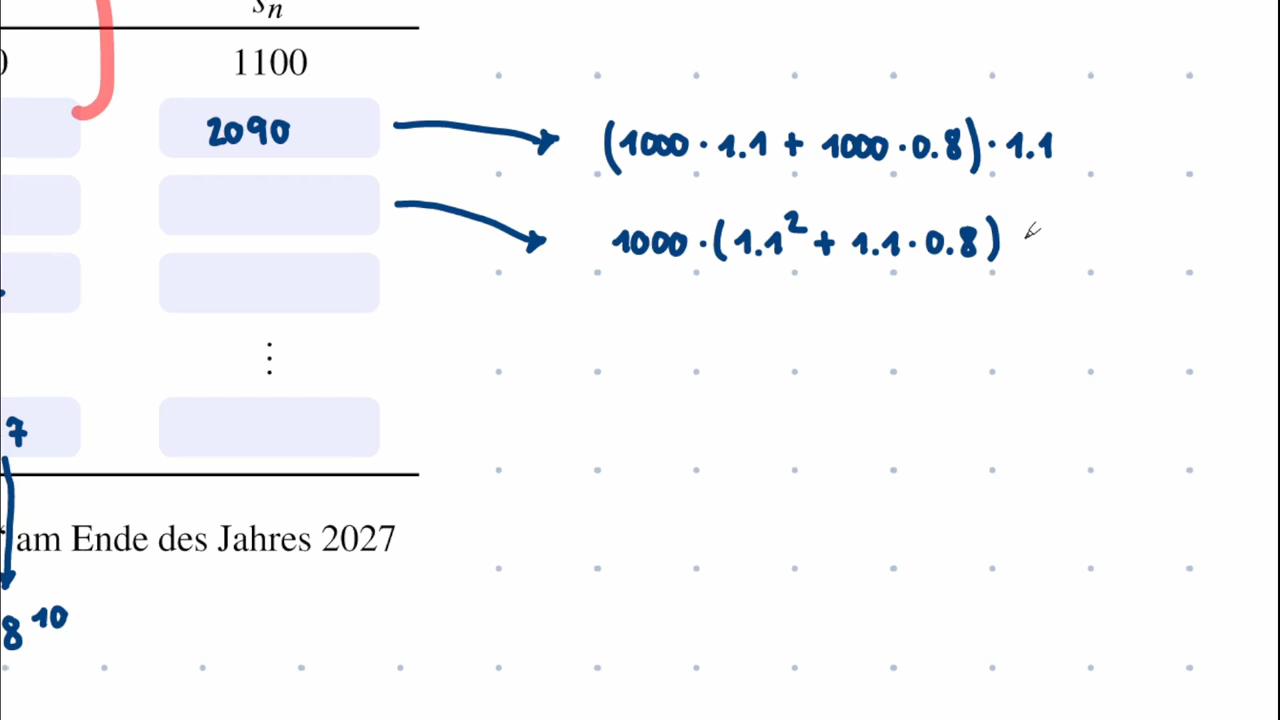 sₙ
1100
2090
(1000 · 1.1 + 1000 · 0.8) · 1.1
1000 · (1.1² + 1.1 · 0.8)
⋮
7
am Ende des Jahres 2027
8¹⁰